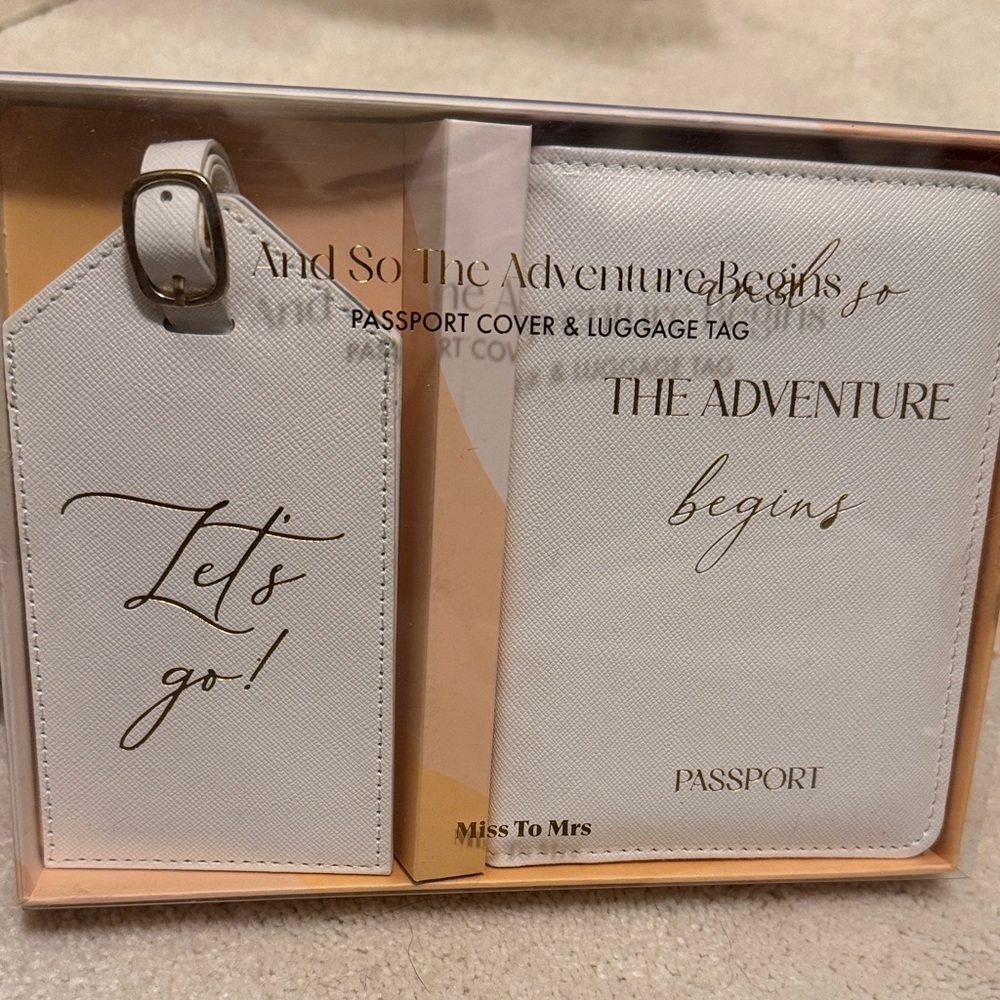 And So The Adventure Begins
PASSPORT COVER & LUGGAGE TAG
Let's
go!
and so
THE ADVENTURE
begins
PASSPORT
Miss To Mrs